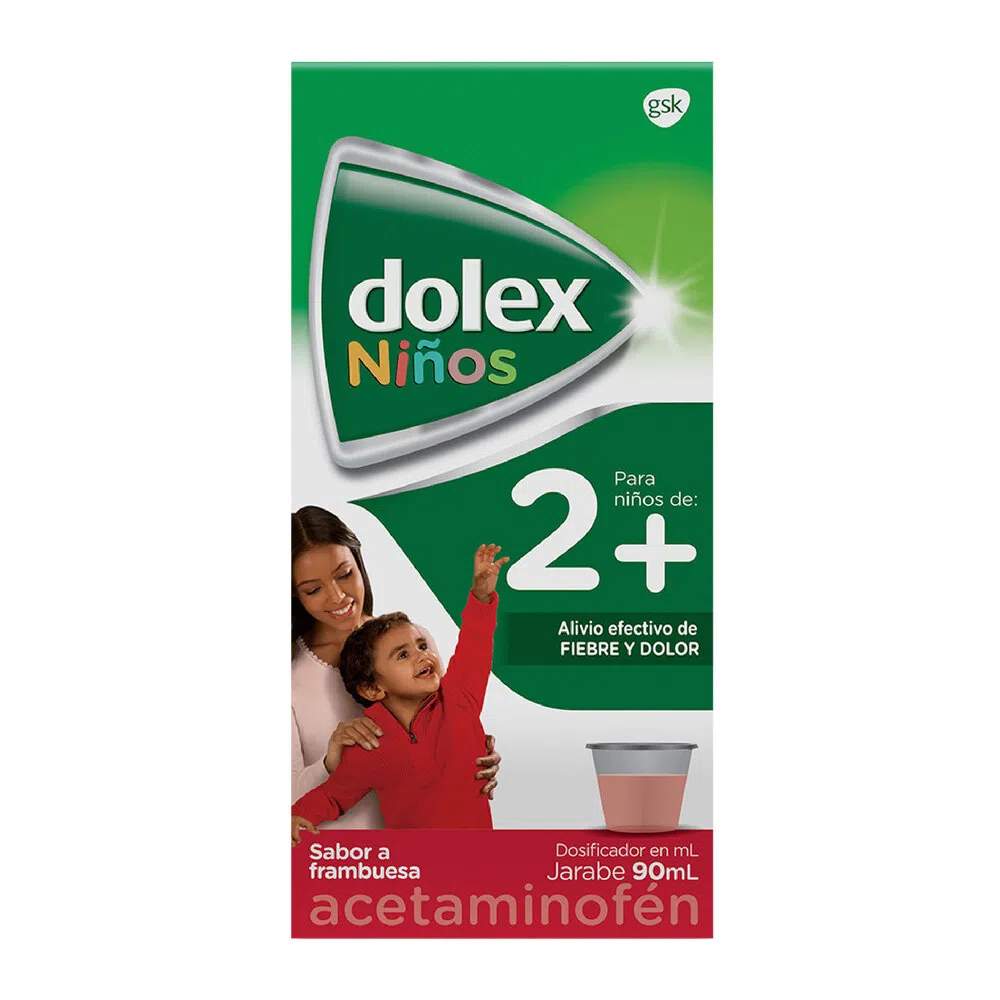 gsk
dolex
Niños
Para
niños de:
2+
Alivio efectivo de
FIEBRE Y DOLOR
Sabor a
frambuesa
Dosificador en mL
Jarabe 90mL
acetaminofén